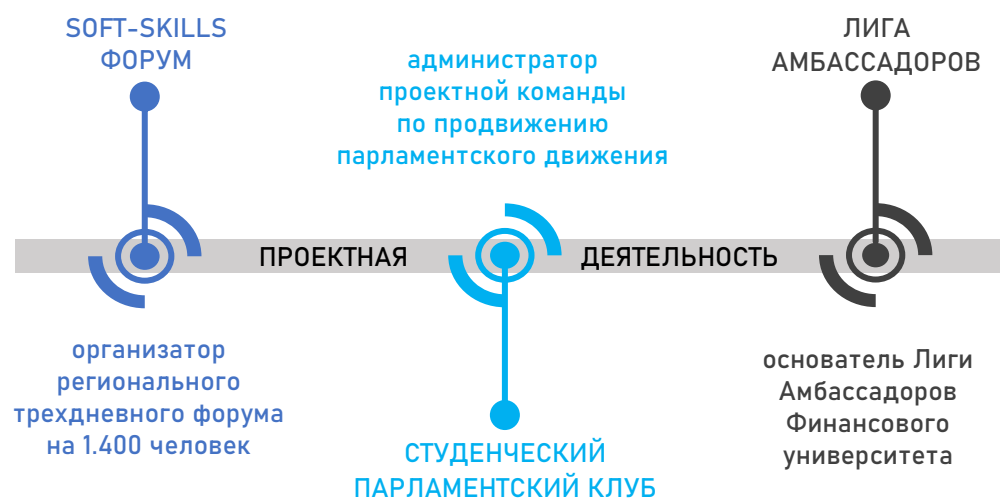 SOFT-SKILLS
ФОРУМ
администратор
проектной команды
по продвижению
парламентского движения
ЛИГА
АМБАССАДОРОВ
ПРОЕКТНАЯ ДЕЯТЕЛЬНОСТЬ
организатор
регионального
трехдневного форума
на 1.400 человек
СТУДЕНЧЕСКИЙ
ПАРЛАМЕНТСКИЙ КЛУБ
основатель Лиги
Амбассадоров
Финансового
университета